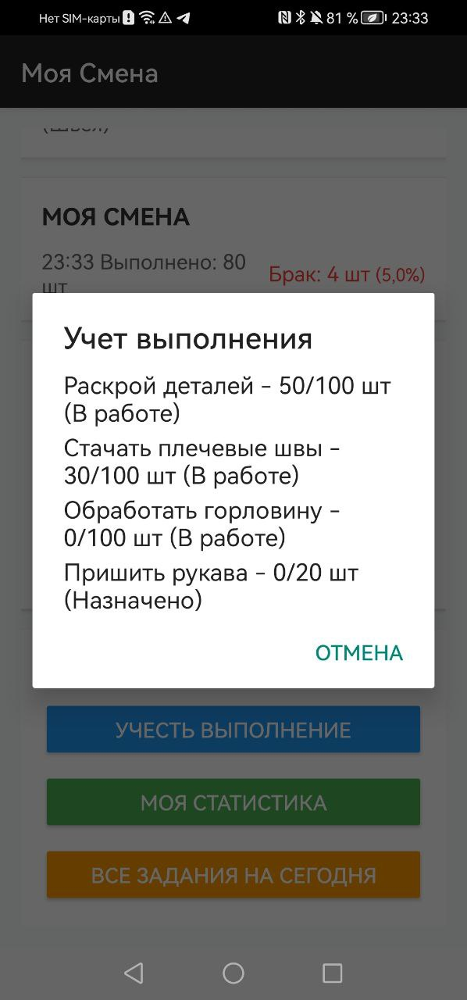 Нет SIM-карты 81 % 23:33
Моя Смена
(Швея)
МОЯ СМЕНА
23:33 Выполнено: 80
шт
Брак: 4 шт (5,0%)
Учет выполнения
Раскрой деталей - 50/100 шт
(В работе)
Стачать плечевые швы -
30/100 шт (В работе)
Обработать горловину -
0/100 шт (В работе)
Пришить рукава - 0/20 шт
(Назначено)
ОТМЕНА
УЧЕСТЬ ВЫПОЛНЕНИЕ
МОЯ СТАТИСТИКА
ВСЕ ЗАДАНИЯ НА СЕГОДНЯ